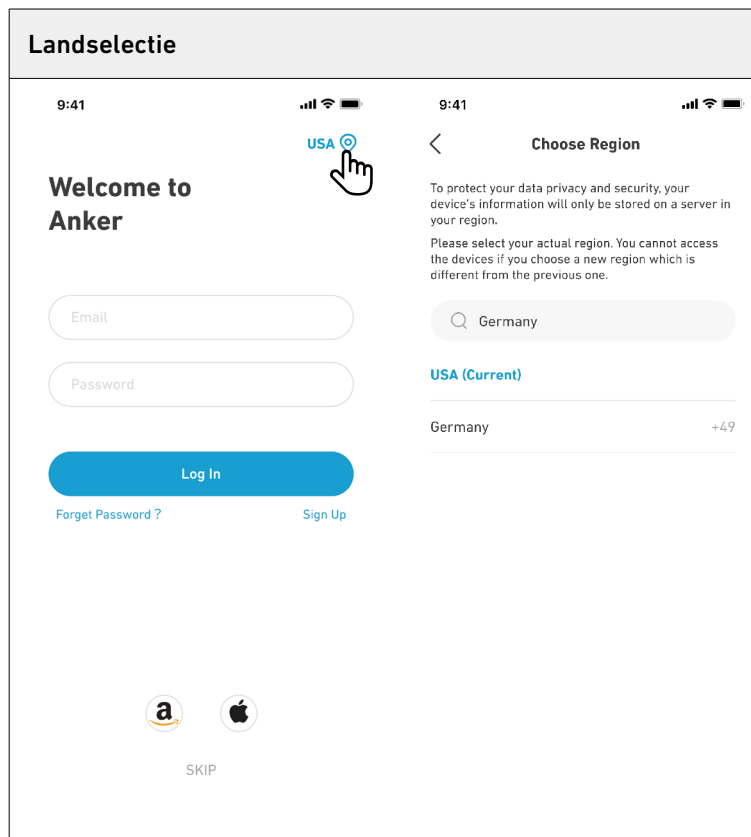 Landselectie
9:41
USA
Welcome to
Anker
Email
Password
Log In
Forget Password ?
Sign Up
a
SKIP
9:41
Choose Region
To protect your data privacy and security, your
device's information will only be stored on a server in
your region.
Please select your actual region. You cannot access
the devices if you choose a new region which is
different from the previous one.
Germany
USA (Current)
Germany +49